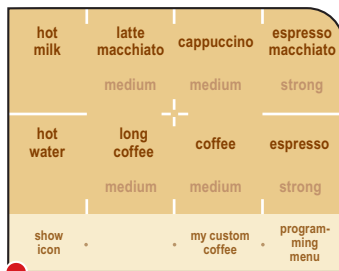 hot milk
latte macchiato
cappuccino
espresso macchiato
medium
medium
strong
hot water
long coffee
coffee
espresso
medium
medium
strong
show icon
my custom coffee
program-
ming
menu